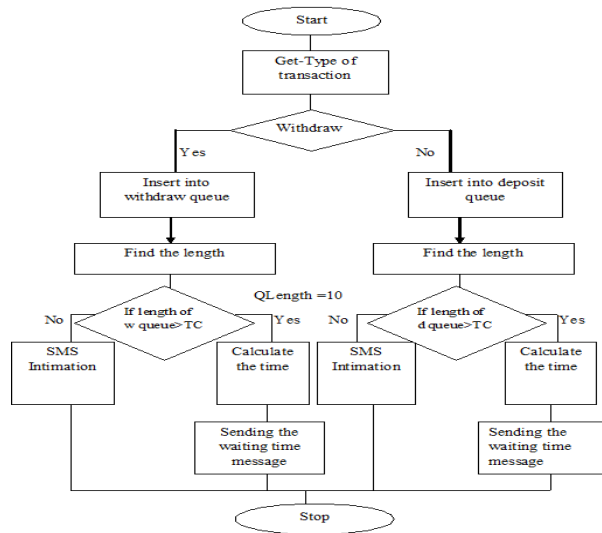 Start
Get-Type of
transaction
Withdraw
Yes
No
Insert into
withdraw queue
Insert into deposit
queue
Find the length
Find the length
QLength =10
No
If length of
w queue>TC
Yes
No
If length of
d queue>TC
Yes
SMS
Intimation
Calculate
the time
SMS
Intimation
Calculate
the time
Sending the
waiting time
message
Sending the
waiting time
message
Stop